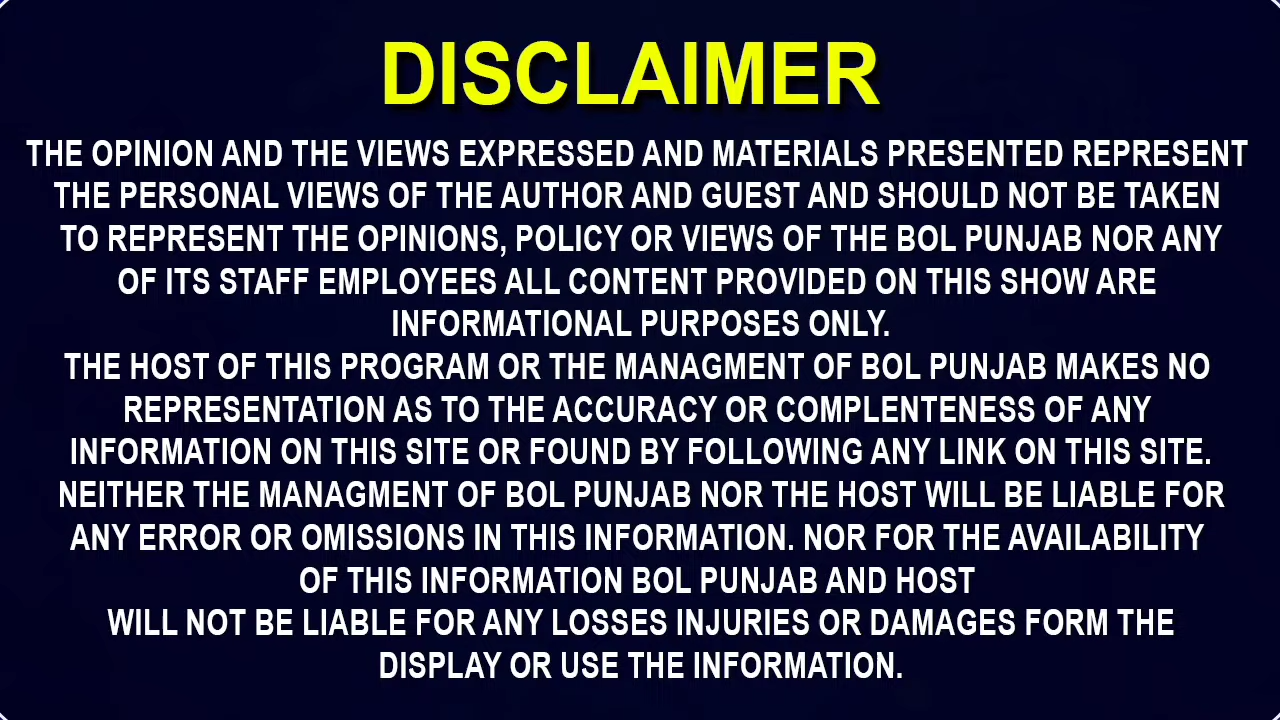 DISCLAIMER
THE OPINION AND THE VIEWS EXPRESSED AND MATERIALS PRESENTED REPRESENT
THE PERSONAL VIEWS OF THE AUTHOR AND GUEST AND SHOULD NOT BE TAKEN
TO REPRESENT THE OPINIONS, POLICY OR VIEWS OF THE BOL PUNJAB NOR ANY
OF ITS STAFF EMPLOYEES ALL CONTENT PROVIDED ON THIS SHOW ARE
INFORMATIONAL PURPOSES ONLY.
THE HOST OF THIS PROGRAM OR THE MANAGMENT OF BOL PUNJAB MAKES NO
REPRESENTATION AS TO THE ACCURACY OR COMPLENTENESS OF ANY
INFORMATION ON THIS SITE OR FOUND BY FOLLOWING ANY LINK ON THIS SITE.
NEITHER THE MANAGMENT OF BOL PUNJAB NOR THE HOST WILL BE LIABLE FOR
ANY ERROR OR OMISSIONS IN THIS INFORMATION. NOR FOR THE AVAILABILITY
OF THIS INFORMATION BOL PUNJAB AND HOST
WILL NOT BE LIABLE FOR ANY LOSSES INJURIES OR DAMAGES FORM THE
DISPLAY OR USE THE INFORMATION.